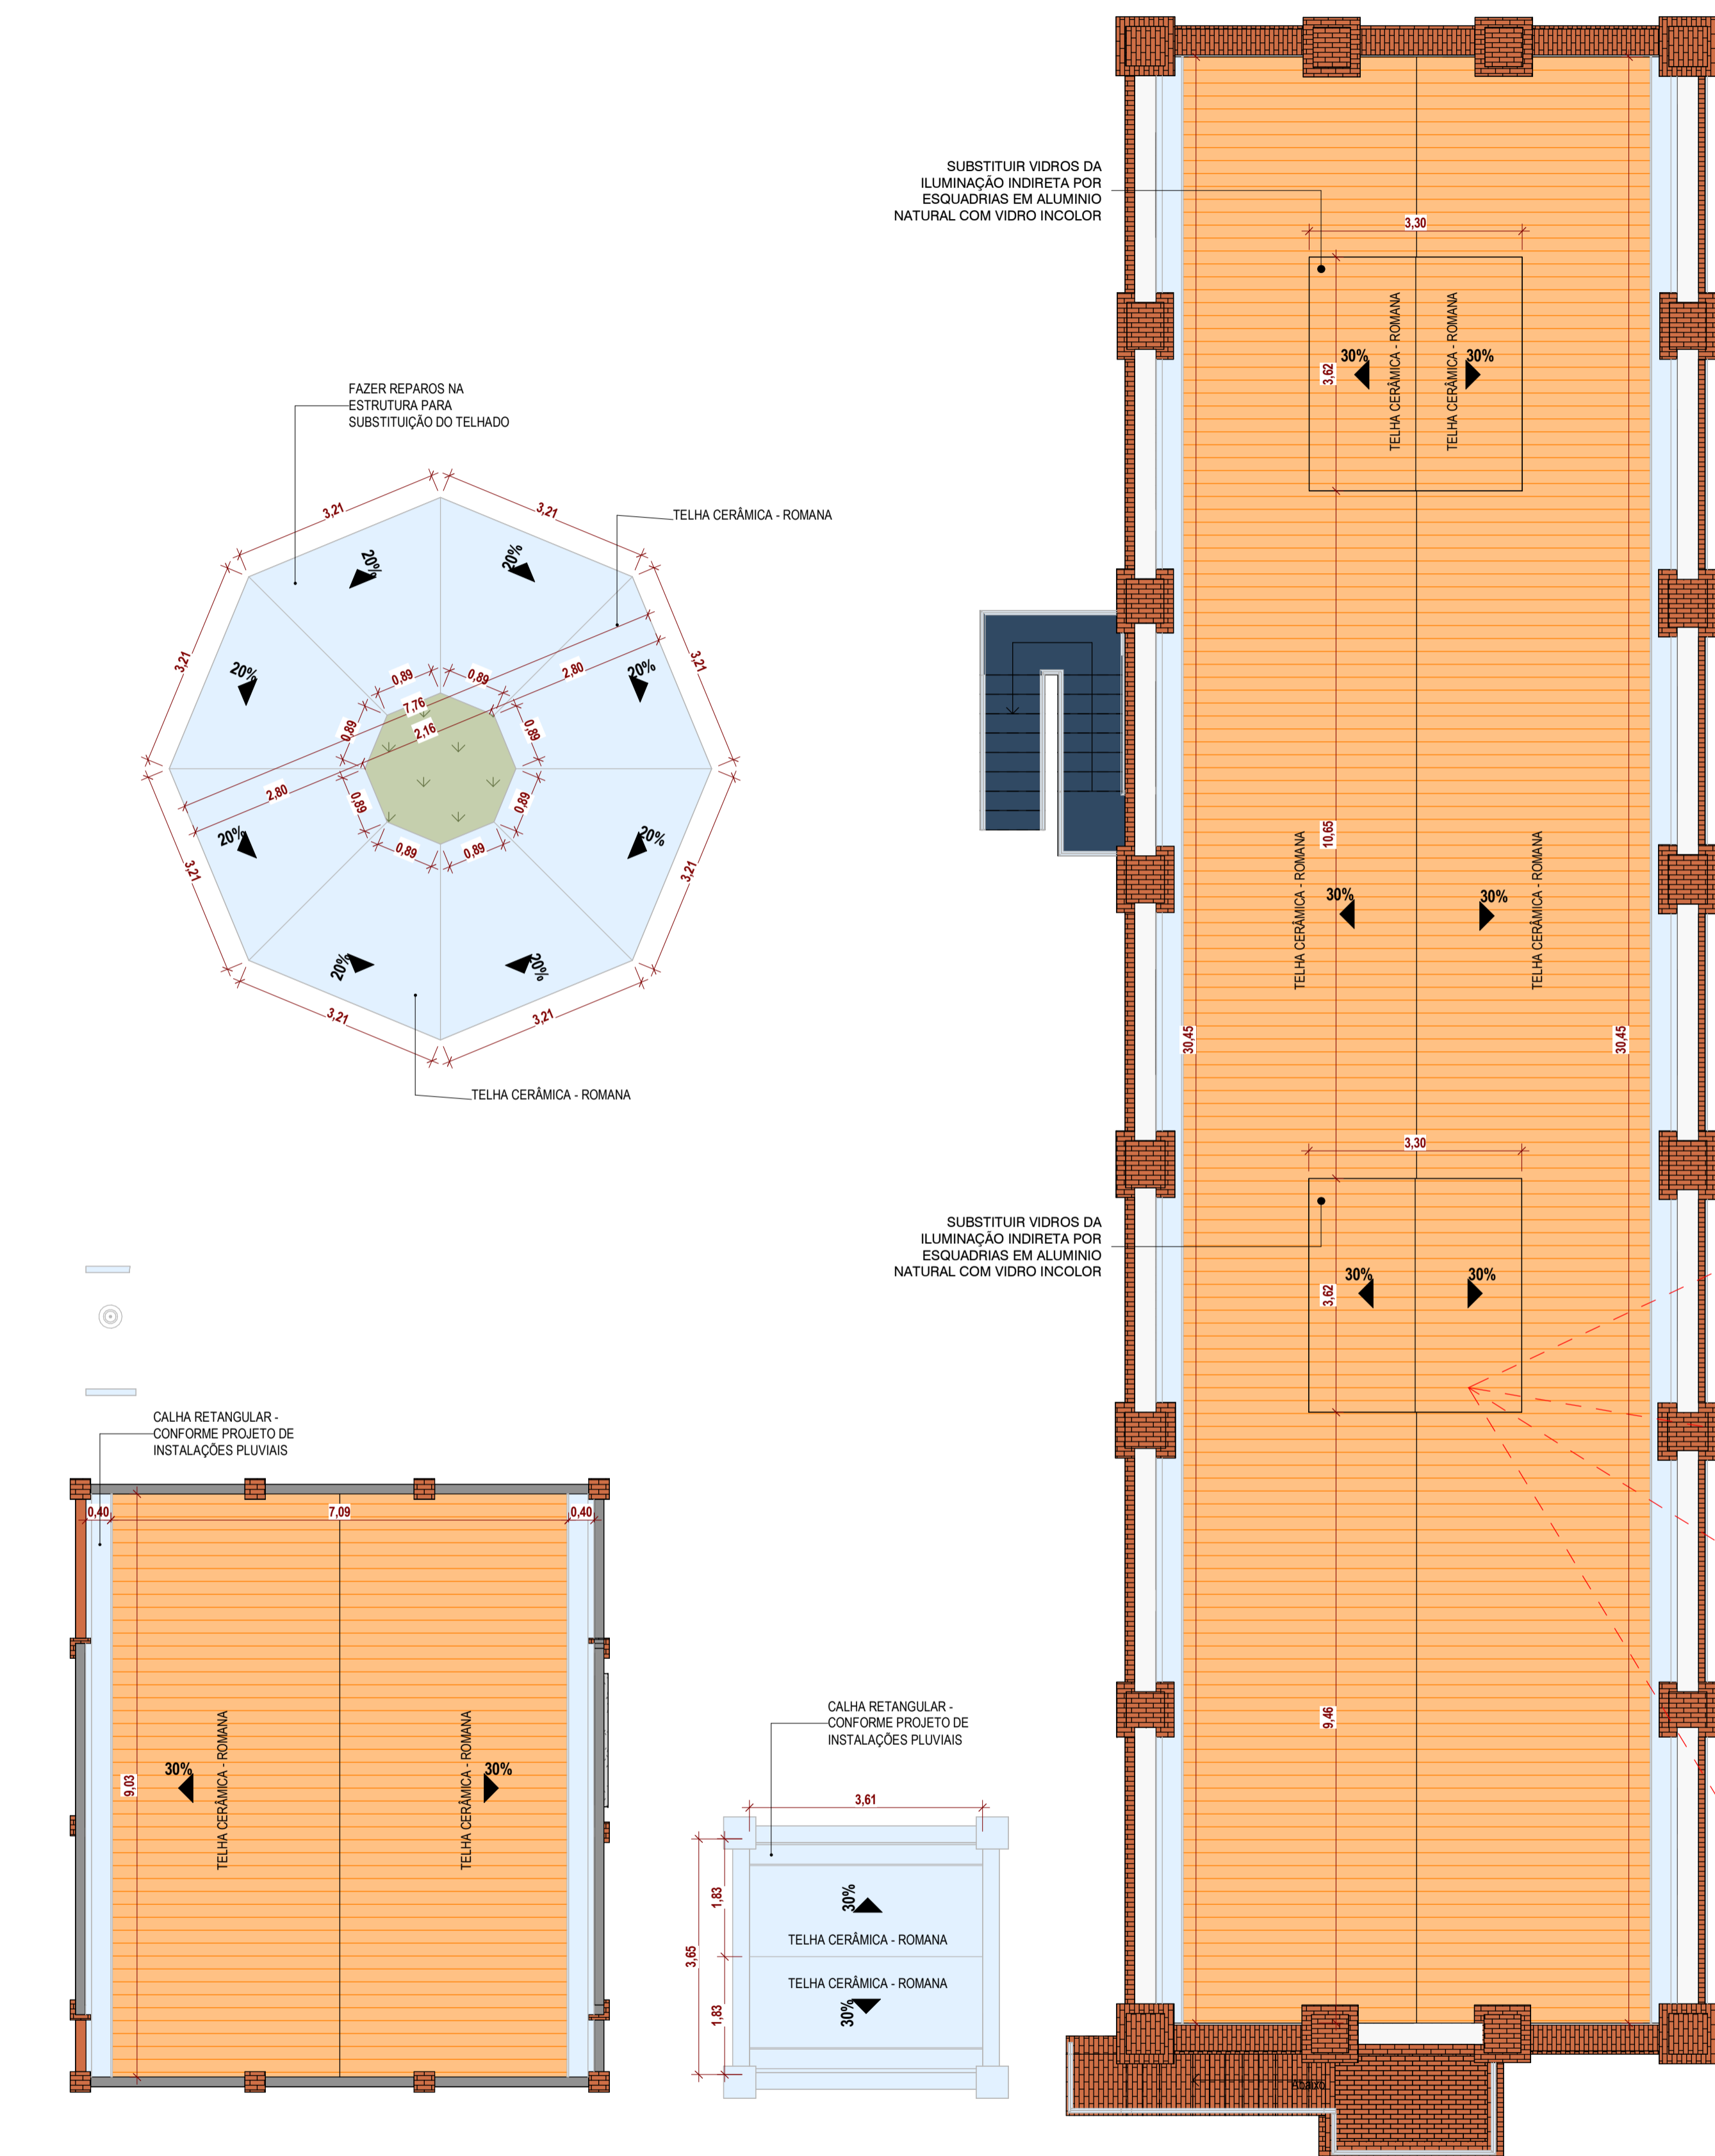 SUBSTITUIR VIDROS DA
ILUMINAÇÃO INDIRETA POR
ESQUADRIAS EM ALUMINIO
NATURAL COM VIDRO INCOLOR
3,30
3,62
30%
30%
TELHA CERÂMICA - ROMANA
TELHA CERÂMICA - ROMANA
FAZER REPAROS NA
ESTRUTURA PARA
SUBSTITUIÇÃO DO TELHADO
TELHA CERÂMICA - ROMANA
3,21
3,21
3,21
3,21
3,21
3,21
3,21
3,21
20%
20%
20%
20%
20%
20%
20%
20%
0,89
0,89
0,89
0,89
0,89
0,89
0,89
0,89
7,76
2,16
2,80
2,80
TELHA CERÂMICA - ROMANA
10,65
30%
30%
TELHA CERÂMICA - ROMANA
TELHA CERÂMICA - ROMANA
30,45
30,45
3,30
SUBSTITUIR VIDROS DA
ILUMINAÇÃO INDIRETA POR
ESQUADRIAS EM ALUMINIO
NATURAL COM VIDRO INCOLOR
3,62
30%
30%
9,46
Abaixo
CALHA RETANGULAR -
CONFORME PROJETO DE
INSTALAÇÕES PLUVIAIS
0,40
7,09
0,40
9,03
30%
30%
TELHA CERÂMICA - ROMANA
TELHA CERÂMICA - ROMANA
CALHA RETANGULAR -
CONFORME PROJETO DE
INSTALAÇÕES PLUVIAIS
3,61
1,83
3,65
1,83
30%
TELHA CERÂMICA - ROMANA
TELHA CERÂMICA - ROMANA
30%